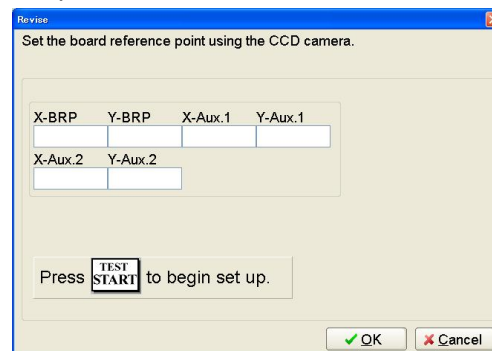 Revise
Set the board reference point using the CCD camera.
X-BRP Y-BRP X-Aux.1 Y-Aux.1
X-Aux.2 Y-Aux.2
Press TEST START to begin set up.
OK Cancel